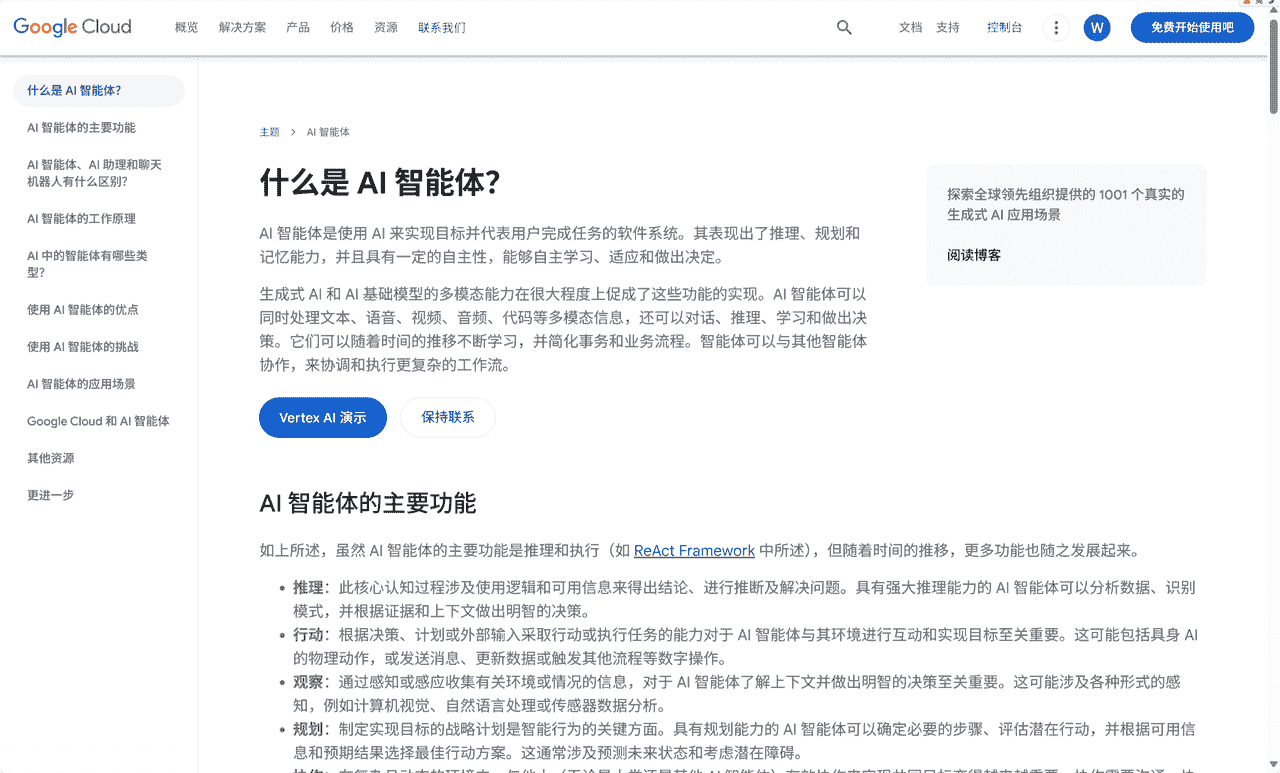 Google Cloud
概览 解决方案 产品 价格 资源 联系我们
文档 支持 控制台
W
免费开始使用吧
什么是 AI 智能体？
AI 智能体的主要功能
AI 智能体、AI 助理和聊天
机器人有什么区别？
AI 智能体的工作原理
AI 中的智能体有哪些类
型？
使用 AI 智能体的优点
使用 AI 智能体的挑战
AI 智能体的应用场景
Google Cloud 和 AI 智能体
其他资源
更进一步
主题 > AI 智能体
什么是 AI 智能体？
AI 智能体是使用 AI 来实现目标并代表用户完成任务的软件系统。其表现出了推理、规划和
记忆能力，并且具有一定的自主性，能够自主学习、适应和做出决定。
生成式 AI 和 AI 基础模型的多模态能力在很大程度上促成了这些功能的实现。AI 智能体可以
同时处理文本、语音、视频、音频、代码等多模态信息，还可以对话、推理、学习和做出决
策。它们可以随着时间的推移不断学习，并简化事务和业务流程。智能体可以与其他智能体
协作，来协调和执行更复杂的工作流。
Vertex AI 演示
保持联系
探索全球领先组织提供的 1001 个真实的
生成式 AI 应用场景
阅读博客
AI 智能体的主要功能
如上所述，虽然 AI 智能体的主要功能是推理和执行（如 ReAct Framework 中所述），但随着时间的推移，更多功能也随之发展起来。
• 推理：此核心认知过程涉及使用逻辑和可用信息来得出结论、进行推断及解决问题。具有强大推理能力的 AI 智能体可以分析数据、识别
模式，并根据证据和上下文做出明智的决策。
• 行动：根据决策、计划或外部输入采取行动或执行任务的能力对于 AI 智能体与其环境进行互动和实现目标至关重要。这可能包括具身 AI
的物理动作，或发送消息、更新数据或触发其他流程等数字操作。
• 观察：通过感知或感应收集有关环境或情况的信息，对于 AI 智能体了解上下文并做出明智的决策至关重要。这可能涉及各种形式的感
知，例如计算机视觉、自然语言处理或传感器数据分析。
• 规划：制定实现目标的战略计划是智能行为的关键方面。具有规划能力的 AI 智能体可以确定必要的步骤、评估潜在行动，并根据可用信
息和预期结果选择最佳行动方案。这通常涉及预测未来状态和考虑潜在障碍。